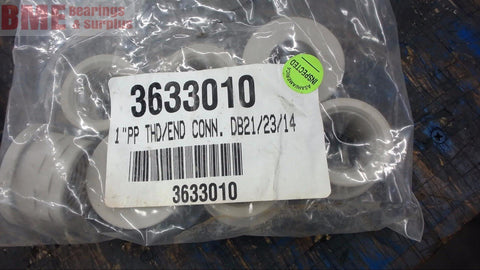 BME Bearings
& Surplus
3633010
1"PP THD/END CONN. DB21/23/14
3633010
INSPECTED